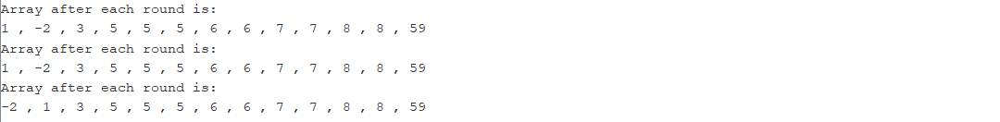 Array after each round is:
1 , -2 , 3 , 5 , 5 , 5 , 6 , 6 , 7 , 7 , 8 , 8 , 59
Array after each round is:
1 , -2 , 3 , 5 , 5 , 5 , 6 , 6 , 7 , 7 , 8 , 8 , 59
Array after each round is:
-2 , 1 , 3 , 5 , 5 , 5 , 6 , 6 , 7 , 7 , 8 , 8 , 59